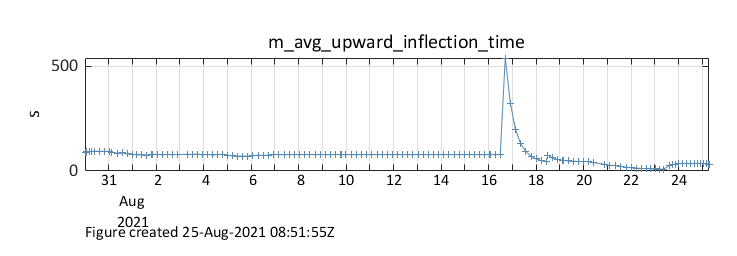 m_avg_upward_inflection_time
500
s
0
31 2 4 6 8 10 12 14 16 18 20 22 24
Aug
2021
Figure created 25-Aug-2021 08:51:55Z